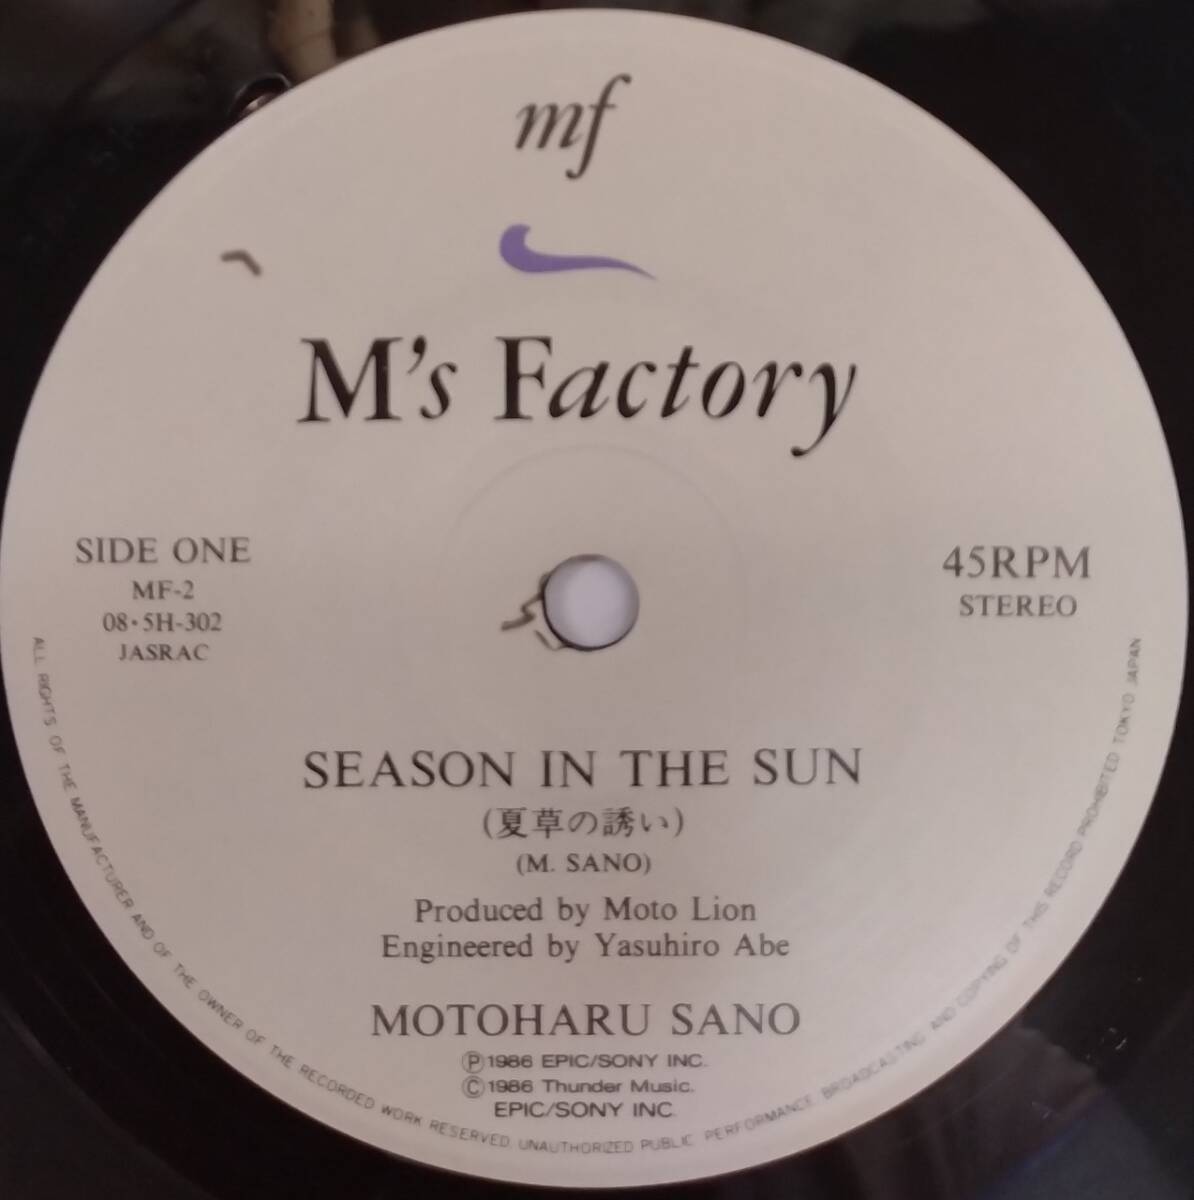 mf
M's Factory
SIDE ONE
MF-2
08・5H-302
JASRAC
45RPM
STEREO
SEASON IN THE SUN
(夏草の誘い)
(M. SANO)
Produced by Moto Lion
Engineered by Yasuhiro Abe
MOTOHARU SANO
Ⓟ1986 EPIC/SONY INC.
Ⓒ1986 Thunder Music.
EPIC/SONY INC.
ALL RIGHTS OF THE MANUFACTURER AND OF THE OWNER OF THE RECORDED WORK RESERVED. UNAUTHORIZED PUBLIC PERFORMANCE, BROADCASTING AND COPYING OF THIS RECORD PROHIBITED TOKYO JAPAN